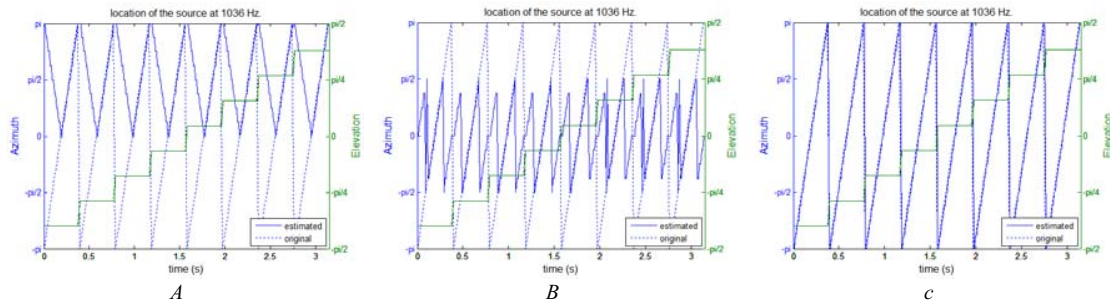 location of the source at 1036 Hz.
pi
pi/2
0
-pi/2
-pi
Azimuth
pi/2
pi/4
0
-pi/4
-pi/2
Elevation
estimated
original
0 0.5 1 1.5 2 2.5 3
time (s)
A
location of the source at 1036 Hz.
pi
pi/2
0
-pi/2
-pi
Azimuth
pi/2
pi/4
0
-pi/4
-pi/2
Elevation
estimated
original
0 0.5 1 1.5 2 2.5 3
time (s)
B
location of the source at 1036 Hz.
pi
pi/2
0
-pi/2
-pi
Azimuth
pi/2
pi/4
0
-pi/4
-pi/2
Elevation
estimated
original
0 0.5 1 1.5 2 2.5 3
time (s)
c